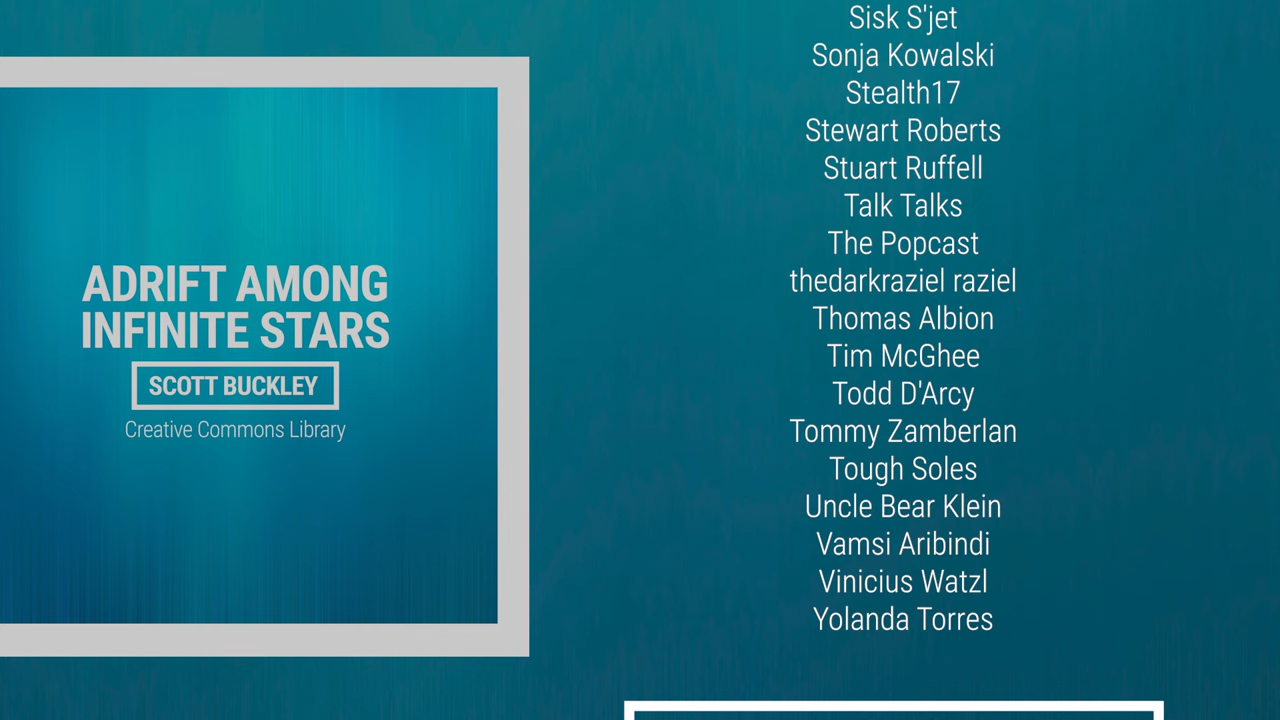 ADRIFT AMONG
INFINITE STARS
SCOTT BUCKLEY
Creative Commons Library
Sisk S'jet
Sonja Kowalski
Stealth17
Stewart Roberts
Stuart Ruffell
Talk Talks
The Popcast
thedarkraziel raziel
Thomas Albion
Tim McGhee
Todd D'Arcy
Tommy Zamberlan
Tough Soles
Uncle Bear Klein
Vamsi Aribindi
Vinicius Watzl
Yolanda Torres